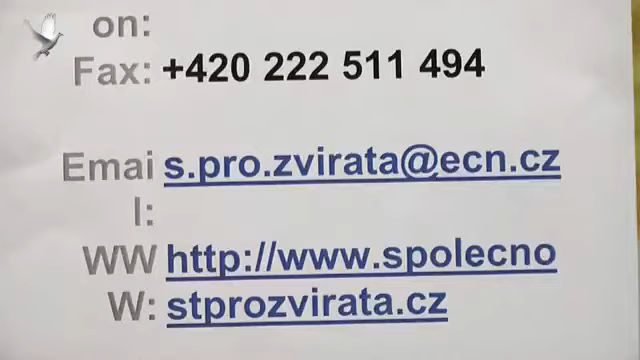 on:
Fax: +420 222 511 494
Emai s.pro.zvirata@ecn.cz
l:
WW http://www.spolecno
W: stprozvirata.cz